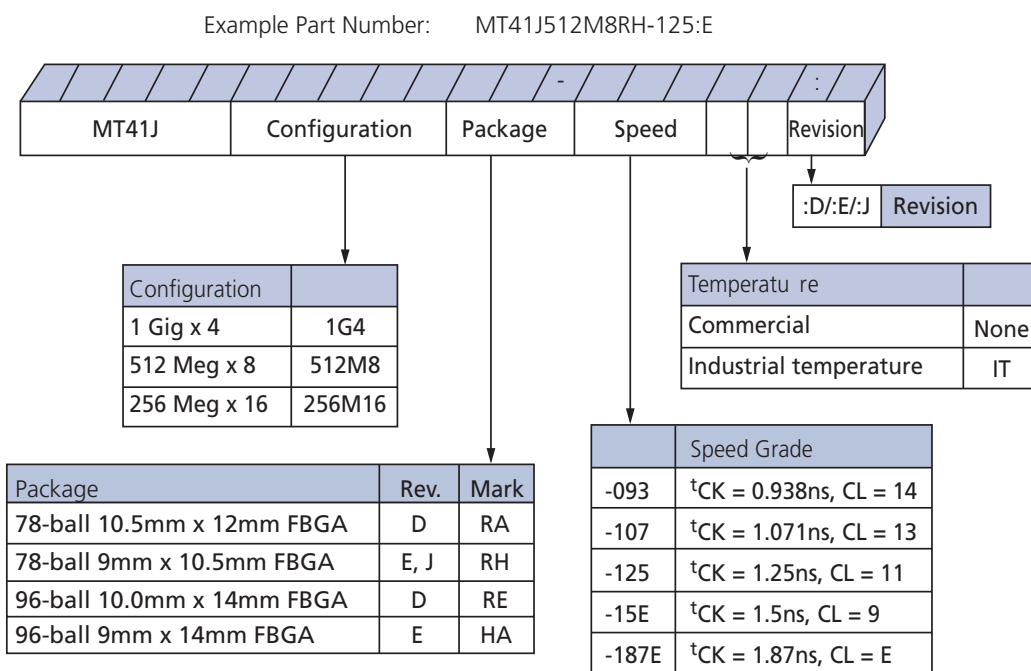 Example Part Number: MT41J512M8RH-125:E
- :
MT41J Configuration Package Speed Revision
:D/:E/:J Revision
Configuration
1 Gig x 4 1G4
512 Meg x 8 512M8
256 Meg x 16 256M16
Temperatu re
Commercial None
Industrial temperature IT
Package Rev. Mark
78-ball 10.5mm x 12mm FBGA D RA
78-ball 9mm x 10.5mm FBGA E, J RH
96-ball 10.0mm x 14mm FBGA D RE
96-ball 9mm x 14mm FBGA E HA
Speed Grade
-093 tCK = 0.938ns, CL = 14
-107 tCK = 1.071ns, CL = 13
-125 tCK = 1.25ns, CL = 11
-15E tCK = 1.5ns, CL = 9
-187E tCK = 1.87ns, CL = E